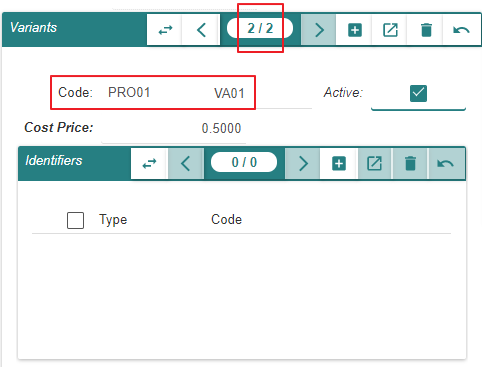 Variants 2 / 2
Code: PRO01 VA01 Active:
Cost Price: 0.5000
Identifiers 0 / 0
Type Code